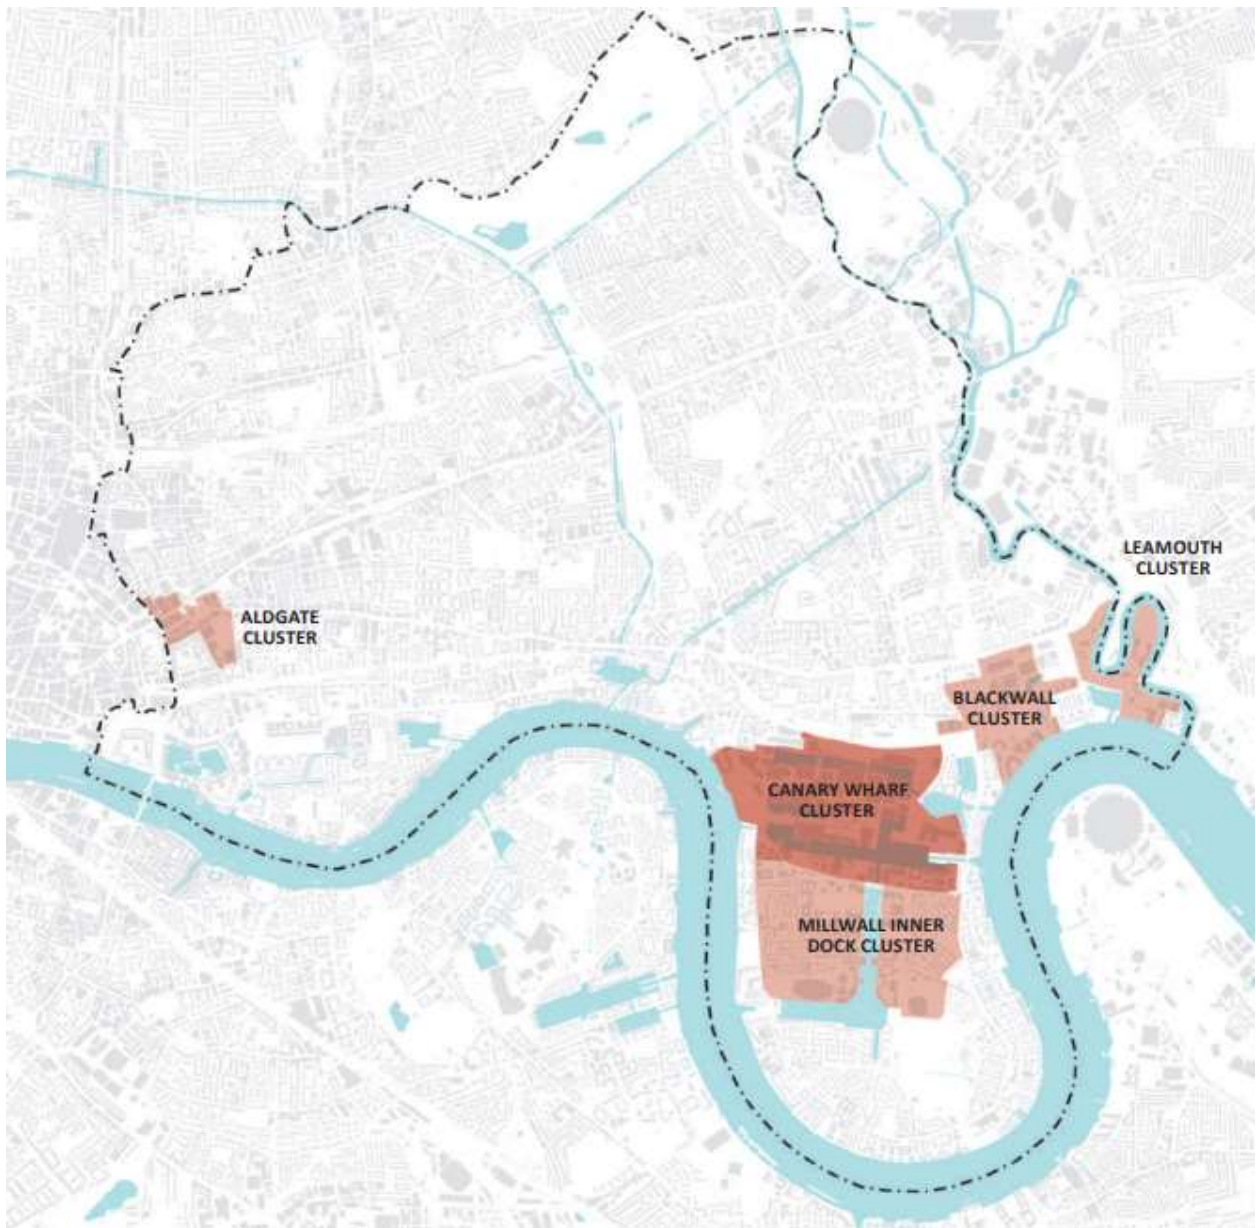 LEAMOUTH
CLUSTER
ALDGATE
CLUSTER
BLACKWALL
CLUSTER
CANARY WHARF
CLUSTER
MILLWALL INNER
DOCK CLUSTER